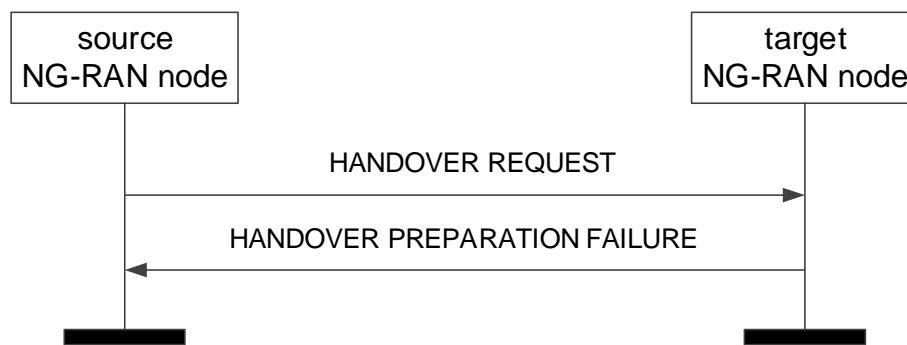 source
NG-RAN node
target
NG-RAN node
HANDOVER REQUEST
HANDOVER PREPARATION FAILURE